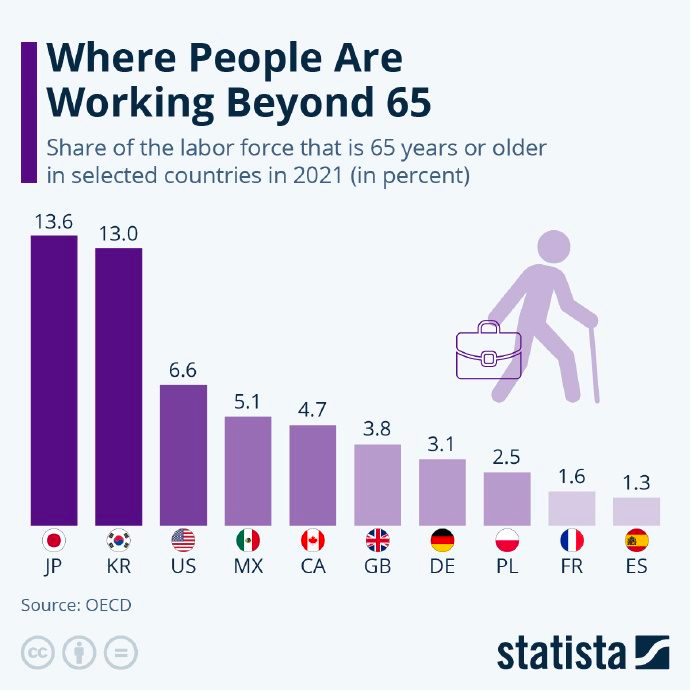 Where People Are
Working Beyond 65
Share of the labor force that is 65 years or older
in selected countries in 2021 (in percent)
13.6
13.0
6.6
5.1
4.7
3.8
3.1
2.5
1.6
1.3
JP KR US MX CA GB DE PL FR ES
Source: OECD
cc
statista